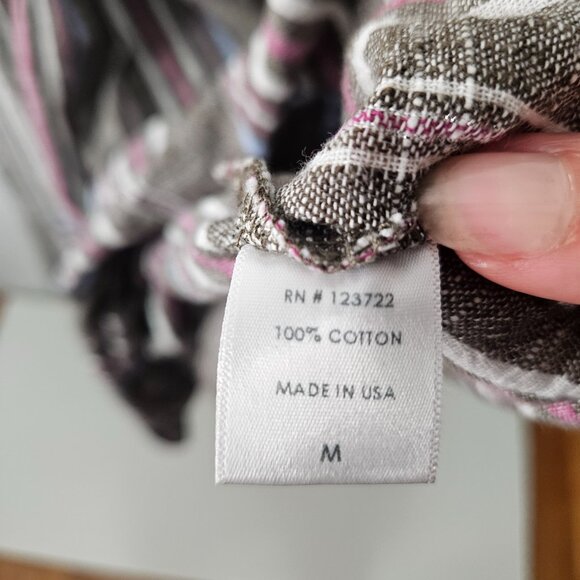 RN # 123722
100% COTTON
MADE IN USA
M